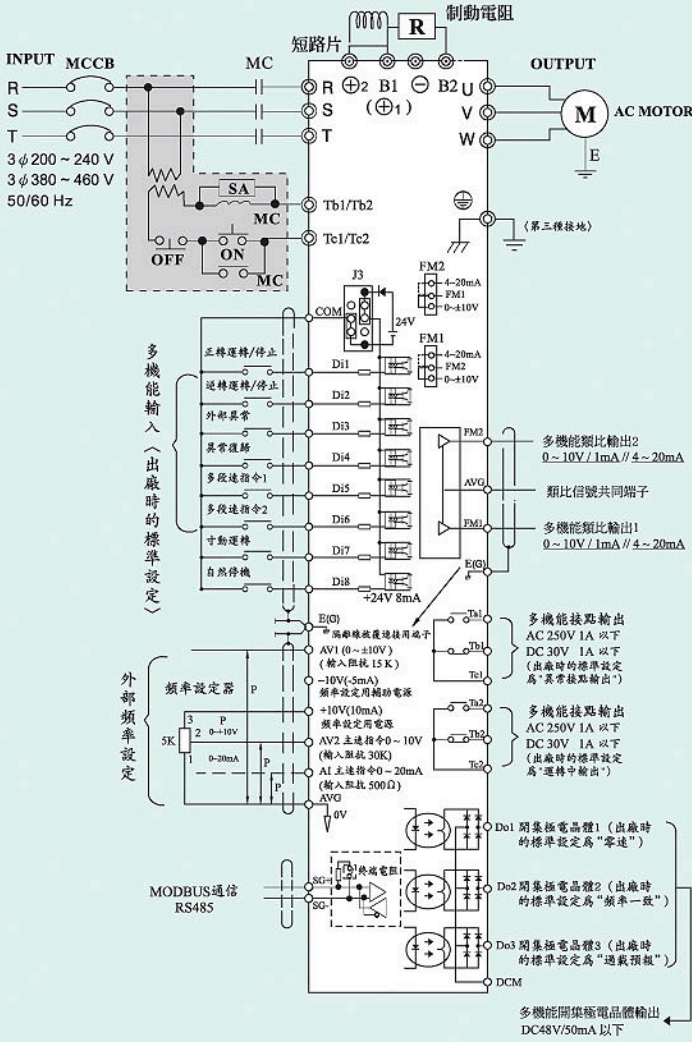 制動電阻
R
短路片
INPUT
MCCB
MC
⊕2 B1 ⊖ B2
(⊕1)
OUTPUT
R
S
T
R
S
T
U
V
W
M
AC MOTOR
E
3ϕ200 ~ 240 V
3ϕ380 ~ 460 V
50/60 Hz
SA
MC
OFF
ON
MC
Tb1/Tb2
Tc1/Tc2
〈第三種接地〉
FM2
4~20mA
FM1
0~±10V
J3
COM
24V
FM1
4~20mA
FM2
0~±10V
多機能輸入〈出廠時的標準設定〉
正轉運轉/停止
Di1
逆轉運轉/停止
Di2
外部異常
Di3
異常復歸
Di4
多段速指令1
Di5
多段速指令2
Di6
寸動運轉
Di7
自然停機
Di8
+24V 8mA
FM2
多機能類比輸出2
0~10V / 1mA // 4~20mA
AVG
類比信號共同端子
FM1
多機能類比輸出1
0~10V / 1mA // 4~20mA
E(G)
E(G)
隔離線披覆連接用端子
AV1 (0~±10V)
(輸入阻抗 15K)
–10V(-5mA)
頻率設定用輔助電源
+10V(10mA)
頻率設定用電源
AV2 主速指令0~10V
(輸入阻抗 30K)
AI 主速指令0~20mA
(輸入阻抗 500Ω)
AVG
0V
外部頻率設定
頻率設定器
P
3
P
2
0~+10V
5K
1
0~20mA
P
P
Ta1
Tb1
Tc1
多機能接點輸出
AC 250V 1A 以下
DC 30V 1A 以下
(出廠時的標準設定
為"異常接點輸出")
Ta2
Tb2
Tc2
多機能接點輸出
AC 250V 1A 以下
DC 30V 1A 以下
(出廠時的標準設定
為"運轉中輸出")
MODBUS通信
RS485
SG+
SG-
終端電阻
Do1 開集極電晶體1 (出廠時
的標準設定為"零速")
Do2 開集極電晶體2 (出廠時
的標準設定為"頻率一致")
Do3 開集極電晶體3 (出廠時
的標準設定為"過載預報")
DCM
多機能開集極電晶體輸出
DC48V/50mA 以下